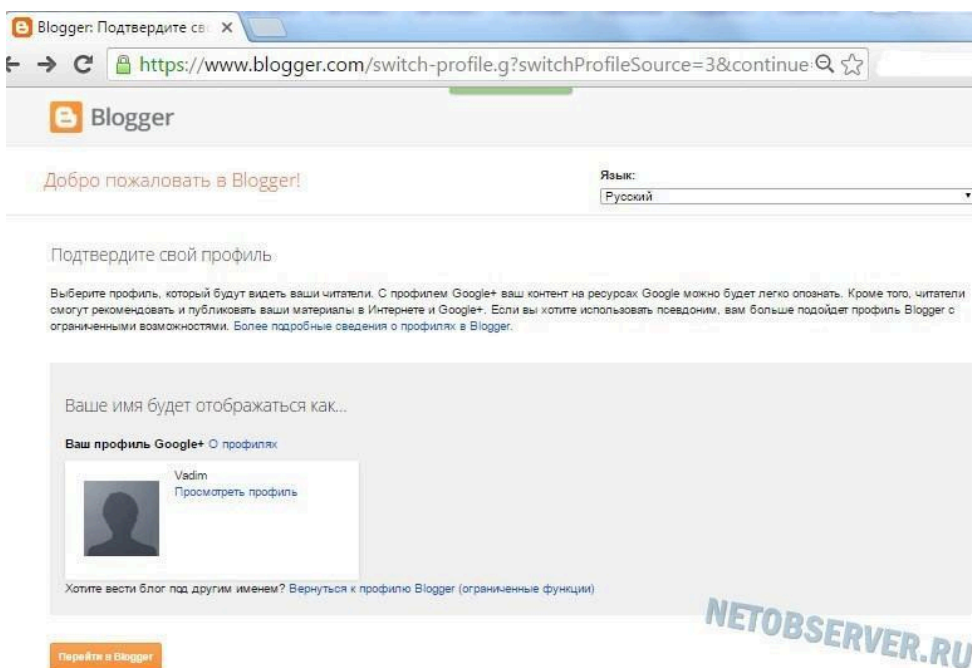 Blogger: Подтвердите св
https://www.blogger.com/switch-profile.g?switchProfileSource=3&continue
Blogger
Добро пожаловать в Blogger!
Язык:
Русский
Подтвердите свой профиль
Выберите профиль, который будут видеть ваши читатели. С профилем Google+ ваш контент на ресурсах Google можно будет легко опознать. Кроме того, читатели
смогут рекомендовать и публиковать ваши материалы в Интернете и Google+. Если вы хотите использовать псевдоним, вам больше подойдет профиль Blogger с
ограниченными возможностями. Более подробные сведения о профилях в Blogger.
Ваше имя будет отображаться как...
Ваш профиль Google+ О профилях
Vadim
Просмотреть профиль
Хотите вести блог под другим именем? Вернуться к профилю Blogger (ограниченные функции)
NETOBSERVER.RU
Перейти в Blogger